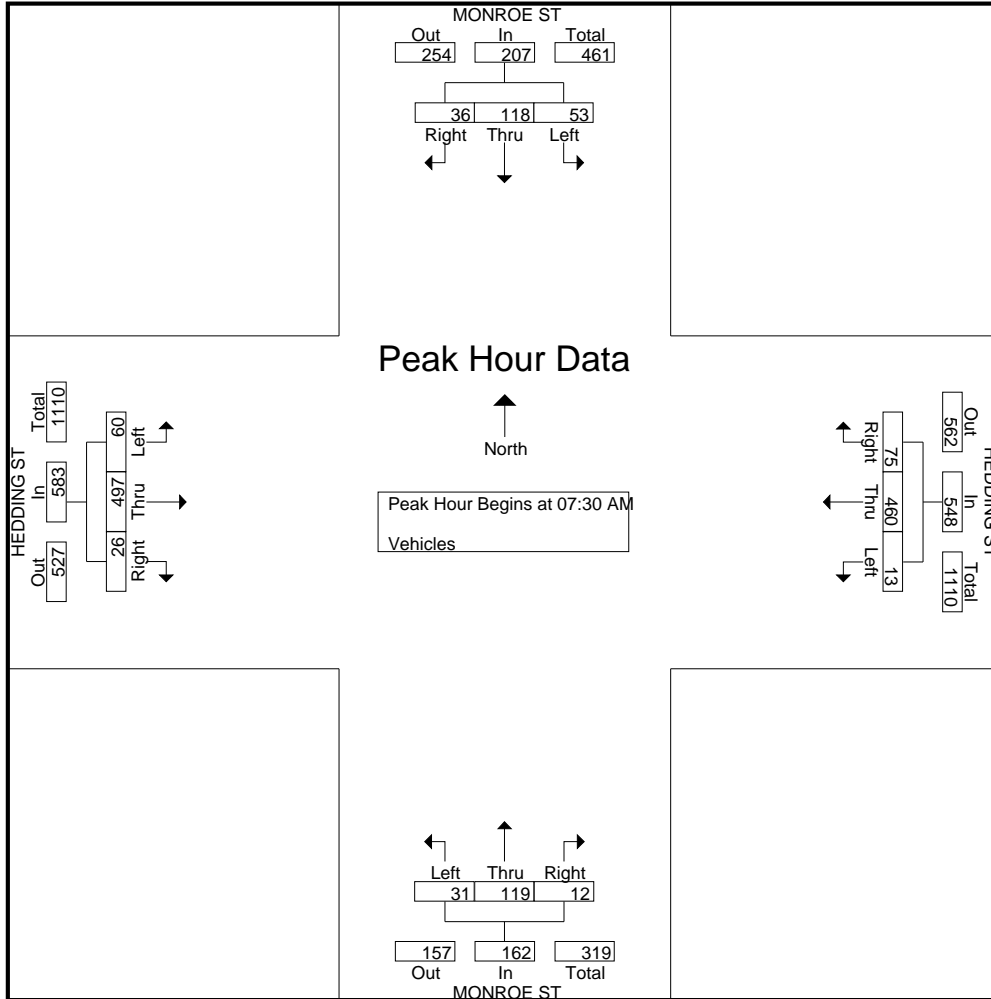 MONROE ST
Out In Total
254 207 461
36 118 53
Right Thru Left
Peak Hour Data
North
Peak Hour Begins at 07:30 AM
Vehicles
HEDDING ST
Out In Total
527 583 1110
Left Thru Right
60 497 26
HEDDING ST
Out In Total
562 548 1110
Right Thru Left
75 460 13
Left Thru Right
31 119 12
157 162 319
Out In Total
MONROE ST